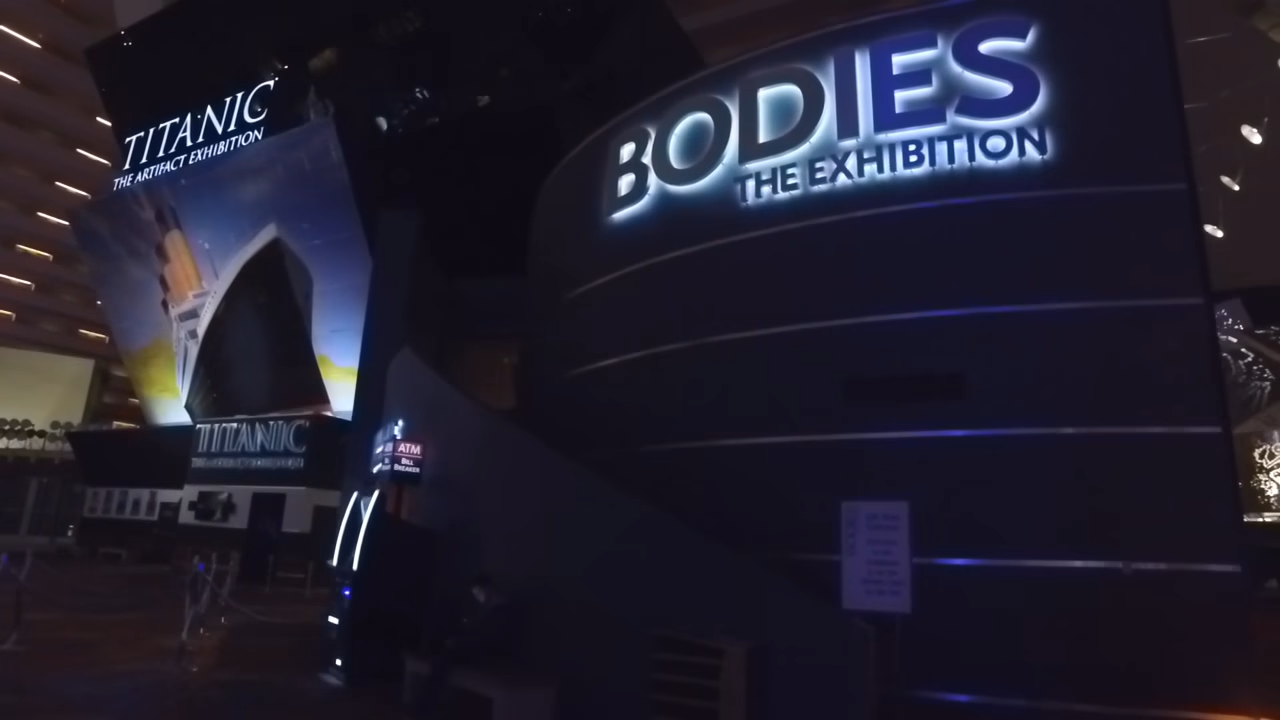 TITANIC
THE ARTIFACT EXHIBITION
BODIES
THE EXHIBITION
TITANIC
ATM
BILL
BREAKER